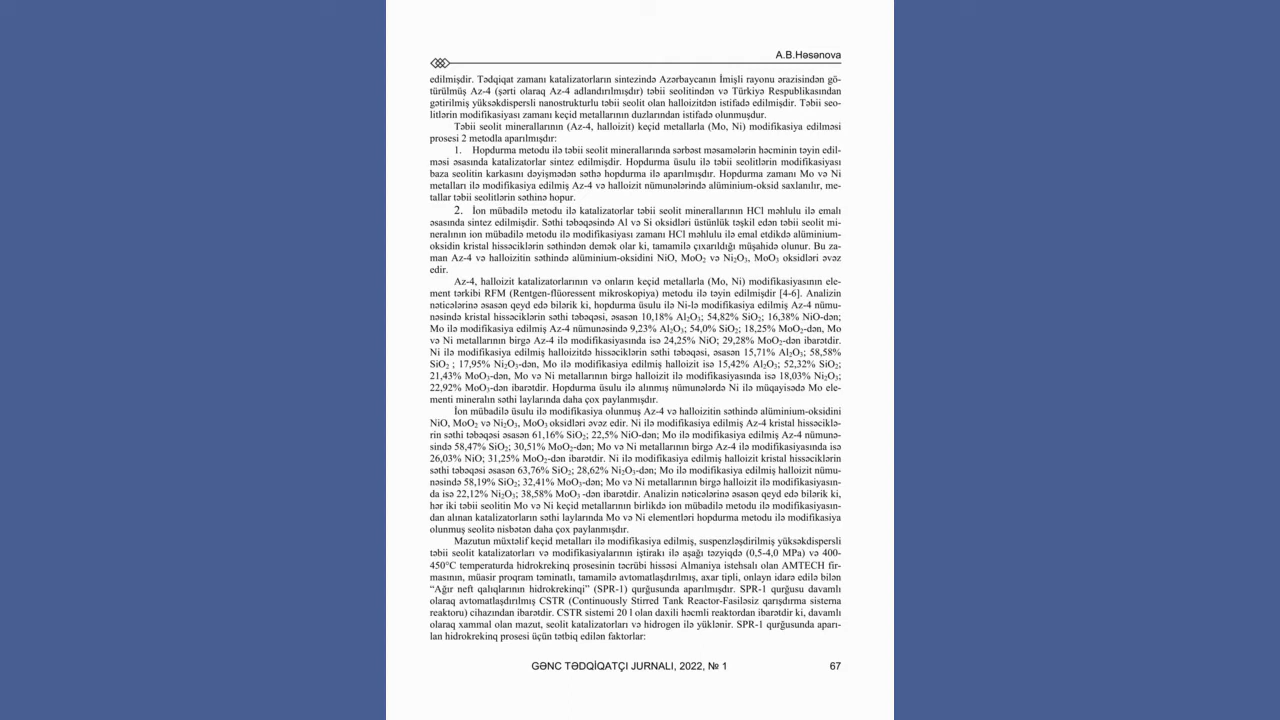 A.B.Həsənova
edilmişdir. Tədqiqat zamanı katalizatorların sintezində Azərbaycanın İmişli rayonu ərazisindən gö-
türülmüş Az-4 (şərti olaraq Az-4 adlandırılmışdır) təbii seolitindən və Türkiyə Respublikasından
gətirilmiş yüksəkdispersli nanostrukturlu təbii seolit olan halloizitdən istifadə edilmişdir. Təbii seo-
litlərin modifikasiyası zamanı keçid metallarının duzlarından istifadə olunmuşdur.
Təbii seolit minerallarının (Az-4, halloizit) keçid metallarla (Mo, Ni) modifikasiya edilməsi
prosesi 2 metodla aparılmışdır:
1. Hopdurma metodu ilə təbii seolit minerallarında sərbəst məsamələrin həcminin təyin edil-
məsi əsasında katalizatorlar sintez edilmişdir. Hopdurma üsulu ilə təbii seolitlərin modifikasiyası
baza seolitin karkasını dəyişmədən səthə hopdurma ilə aparılmışdır. Hopdurma zamanı Mo və Ni
metalları ilə modifikasiya edilmiş Az-4 və halloizit nümunələrində alüminium-oksid saxlanılır, me-
tallar təbii seolitlərin səthinə hopur.
2. İon mübadilə metodu ilə katalizatorlar təbii seolit minerallarının HCl məhlulu ilə emalı
əsasında sintez edilmişdir. Səthi təbəqəsində Al və Si oksidləri üstünlük təşkil edən təbii seolit mi-
neralının ion mübadilə metodu ilə modifikasiyası zamanı HCl məhlulu ilə emal etdikdə alüminium-
oksidin kristal hissəciklərin səthindən demək olar ki, tamamilə çıxarıldığı müşahidə olunur. Bu za-
man Az-4 və halloizitin səthində alüminium-oksidini NiO, MoO₂ və Ni₂O₃, MoO₃ oksidləri əvəz
edir.
Az-4, halloizit katalizatorlarının və onların keçid metallarla (Mo, Ni) modifikasiyasının ele-
ment tərkibi RFM (Rentgen-flüoressent mikroskopiya) metodu ilə təyin edilmişdir [4-6]. Analizin
nəticələrinə əsasən qeyd edə bilərik ki, hopdurma üsulu ilə Ni-lə modifikasiya edilmiş Az-4 nümu-
nəsində kristal hissəciklərin səthi təbəqəsi, əsasən 10,18% Al₂O₃; 54,82% SiO₂; 16,38% NiO-dən;
Mo ilə modifikasiya edilmiş Az-4 nümunəsində 9,23% Al₂O₃; 54,0% SiO₂; 18,25% MoO₂-dən, Mo
və Ni metallarının birgə Az-4 ilə modifikasiyasında isə 24,25% NiO; 29,28% MoO₂-dən ibarətdir.
Ni ilə modifikasiya edilmiş halloizitdə hissəciklərin səthi təbəqəsi, əsasən 15,71% Al₂O₃; 58,58%
SiO₂ ; 17,95% Ni₂O₃-dən, Mo ilə modifikasiya edilmiş halloizit isə 15,42% Al₂O₃; 52,32% SiO₂;
21,43% MoO₃-dən, Mo və Ni metallarının birgə halloizit ilə modifikasiyasında isə 18,03% Ni₂O₃;
22,92% MoO₃-dən ibarətdir. Hopdurma üsulu ilə alınmış nümunələrdə Ni ilə müqayisədə Mo ele-
menti mineralın səthi laylarında daha çox paylanmışdır.
İon mübadilə üsulu ilə modifikasiya olunmuş Az-4 və halloizitin səthində alüminium-oksidini
NiO, MoO₂ və Ni₂O₃, MoO₃ oksidləri əvəz edir. Ni ilə modifikasiya edilmiş Az-4 kristal hissəciklə-
rin səthi təbəqəsi əsasən 61,16% SiO₂; 22,5% NiO-dən; Mo ilə modifikasiya edilmiş Az-4 nümunə-
sində 58,47% SiO₂; 30,51% MoO₂-dən; Mo və Ni metallarının birgə Az-4 ilə modifikasiyasında isə
26,03% NiO; 31,25% MoO₂-dən ibarətdir. Ni ilə modifikasiya edilmiş halloizit kristal hissəciklərin
səthi təbəqəsi əsasən 63,76% SiO₂; 28,62% Ni₂O₃-dən; Mo ilə modifikasiya edilmiş halloizit nümu-
nəsində 58,19% SiO₂; 32,41% MoO₃-dən; Mo və Ni metallarının birgə halloizit ilə modifikasiyasın-
da isə 22,12% Ni₂O₃; 38,58% MoO₃ -dən ibarətdir. Analizin nəticələrinə əsasən qeyd edə bilərik ki,
hər iki təbii seolitin Mo və Ni keçid metallarının birlikdə ion mübadilə metodu ilə modifikasiyasın-
dan alınan katalizatorların səthi laylarında Mo və Ni elementləri hopdurma metodu ilə modifikasiya
olunmuş seolitə nisbətən daha çox paylanmışdır.
Mazutun müxtəlif keçid metalları ilə modifikasiya edilmiş, suspenzləşdirilmiş yüksəkdispersli
təbii seolit katalizatorları və modifikasiyalarının iştirakı ilə aşağı təzyiqdə (0,5-4,0 MPa) və 400-
450°C temperaturda hidrokrekinq prosesinin təcrübi hissəsi Almaniya istehsalı olan AMTECH fir-
masının, müasir proqram təminatlı, tamamilə avtomatlaşdırılmış, axar tipli, onlayn idarə edilə bilən
“Ağır neft qalıqlarının hidrokrekinqi” (SPR-1) qurğusunda aparılmışdır. SPR-1 qurğusu davamlı
olaraq avtomatlaşdırılmış CSTR (Continuously Stirred Tank Reactor-Fasiləsiz qarışdırma sistema
reaktoru) cihazından ibarətdir. CSTR sistemi 20 l olan daxili həcmli reaktordan ibarətdir ki, davamlı
olaraq xammal olan mazut, seolit katalizatorları və hidrogen ilə yüklənir. SPR-1 qurğusunda aparı-
lan hidrokrekinq prosesi üçün tətbiq edilən faktorlar:
GƏNC TƏDQİQATÇI JURNALI, 2022, № 1 67